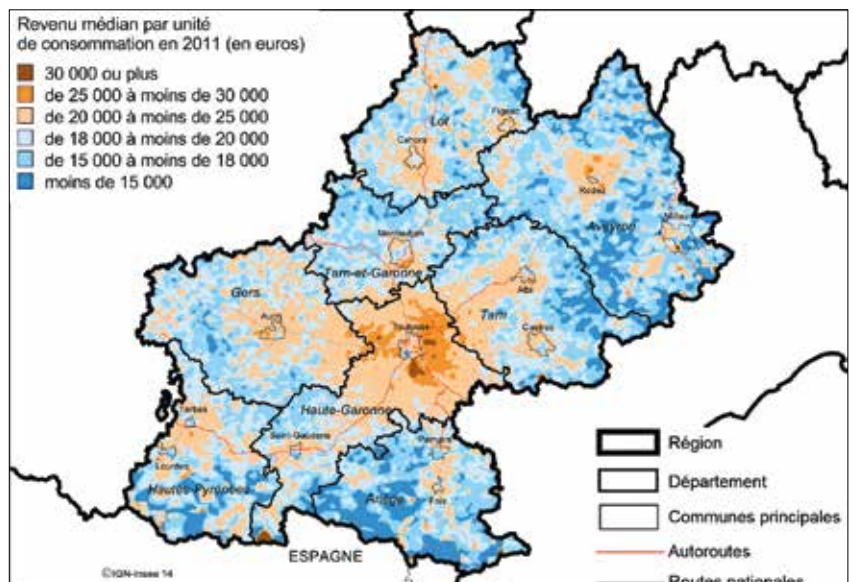 Revenu médian par unité
de consommation en 2011 (en euros)
30 000 ou plus
de 25 000 à moins de 30 000
de 20 000 à moins de 25 000
de 18 000 à moins de 20 000
de 15 000 à moins de 18 000
moins de 15 000
Lot
Figeac
Cahors
Rodez
Aveyron
Millau
Montauban
Tarn-et-Garonne
Gers
Auch
Albi
Tarn
Toulouse
Castres
Haute-Garonne
Tarbes
Saint-Gaudens
Pamiers
Lourdes
Hautes-Pyrénées
Ariège
Foix
ESPAGNE
Région
Département
Communes principales
Autoroutes
Routes nationales
©IGN-Insee 14